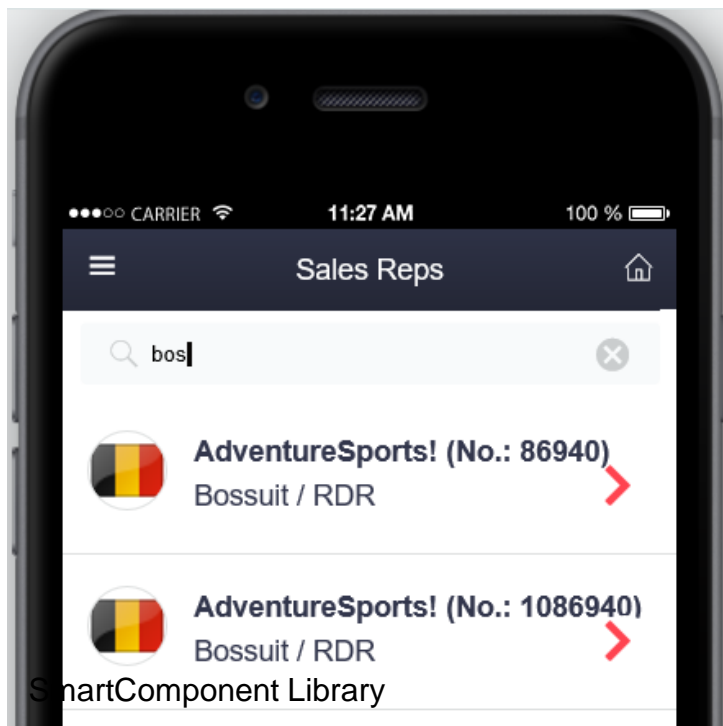 CARRIER 11:27 AM 100 %
Sales Reps
bos
AdventureSports! (No.: 86940)
Bossuit / RDR
AdventureSports! (No.: 1086940)
Bossuit / RDR
SmartComponent Library